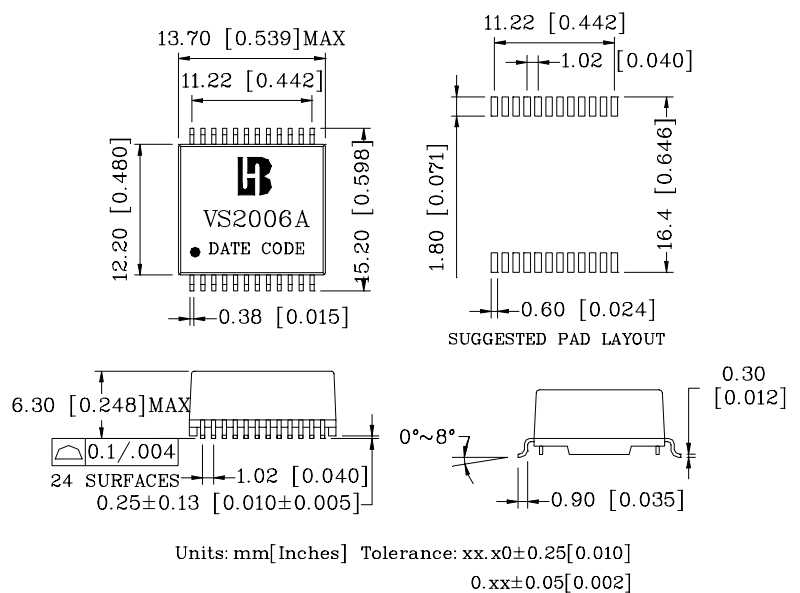 13.70 [0.539]MAX
11.22 [0.442]
12.20 [0.480]
15.20 [0.598]
HB
VS2006A
DATE CODE
0.38 [0.015]
11.22 [0.442]
1.02 [0.040]
1.80 [0.071]
16.4 [0.646]
0.60 [0.024]
SUGGESTED PAD LAYOUT
6.30 [0.248]MAX
0.1/.004
24 SURFACES
1.02 [0.040]
0.25±0.13 [0.010±0.005]
0°~8°
0.30
[0.012]
0.90 [0.035]
Units: mm[Inches] Tolerance: xx.x0±0.25[0.010]
0.xx±0.05[0.002]